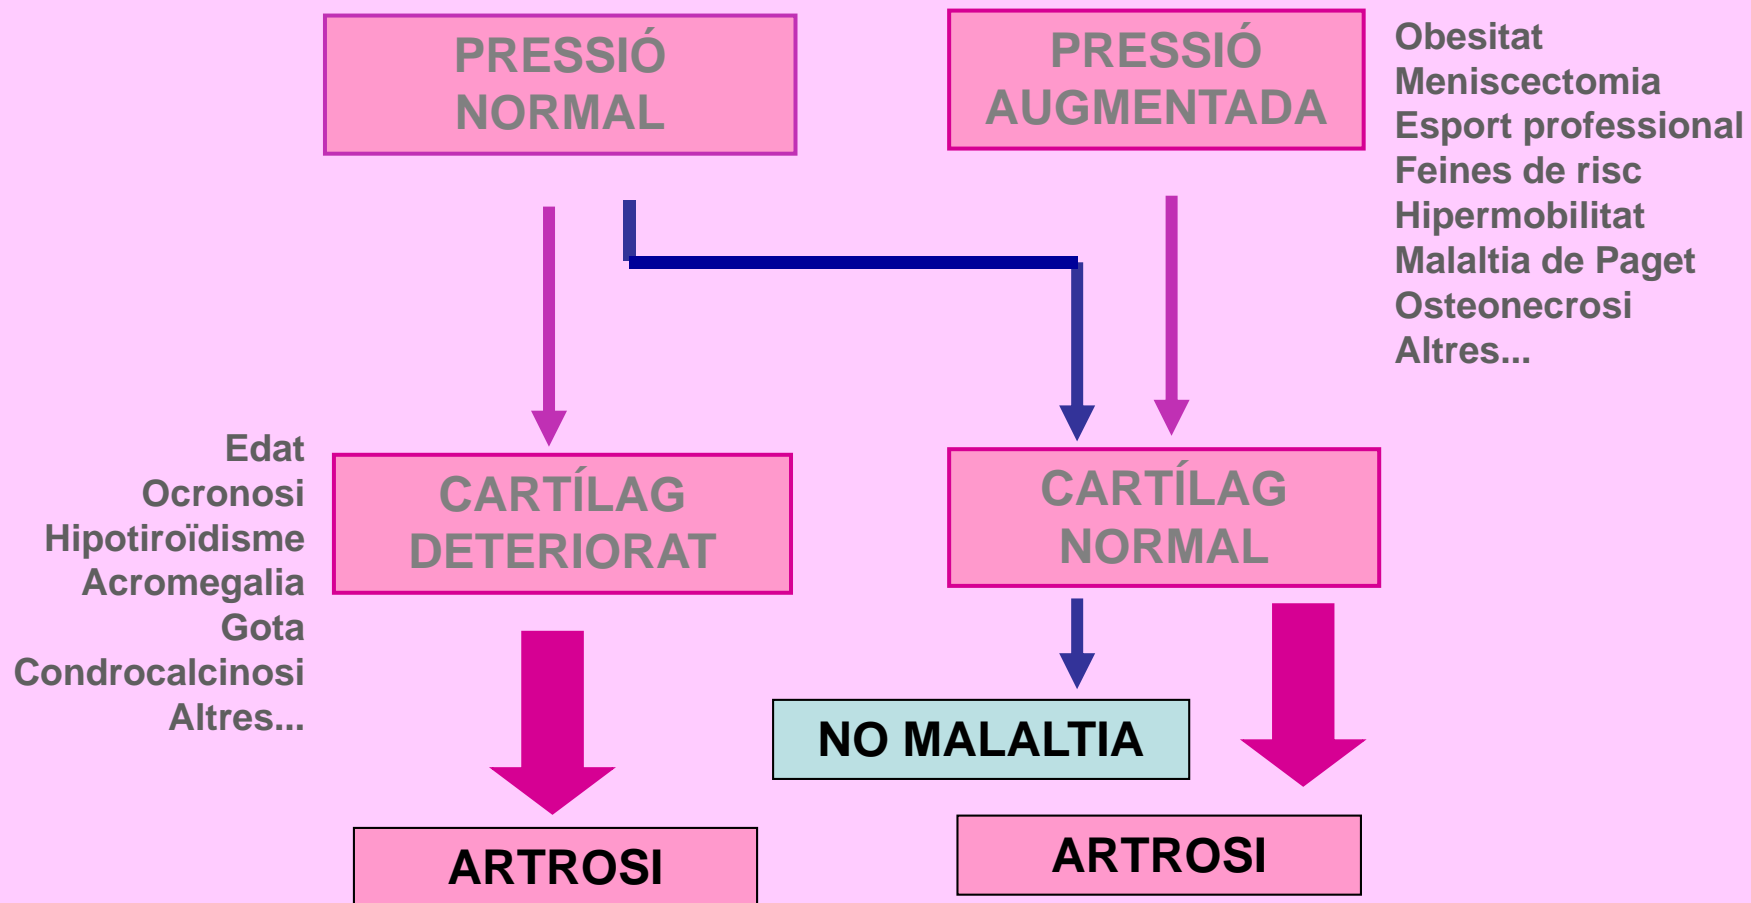 PRESSIÓ
NORMAL
PRESSIÓ
AUGMENTADA
Obesitat
Meniscectomia
Esport professional
Feines de risc
Hipermobilitat
Malaltia de Paget
Osteonecrosi
Altres...
Edat
Ocronosi
Hipotiroïdisme
Acromegalia
Gota
Condrocalcinosi
Altres...
CARTÍLAG
DETERIORAT
CARTÍLAG
NORMAL
NO MALALTIA
ARTROSI
ARTROSI